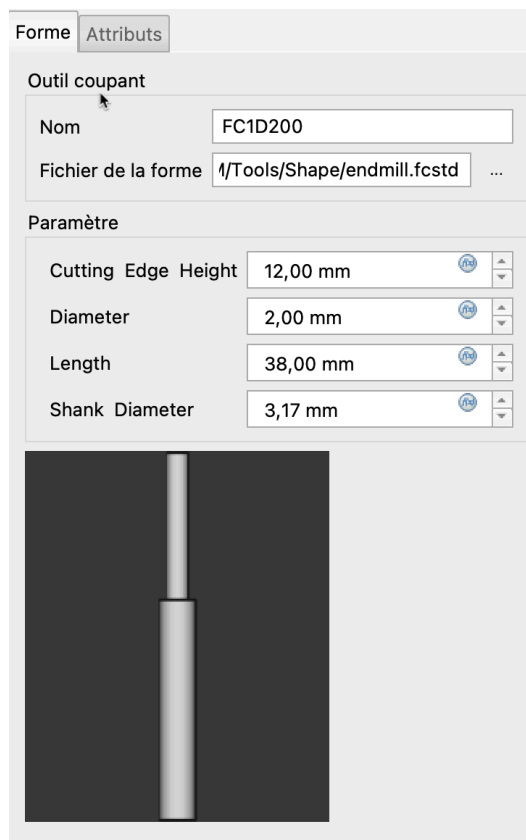 Forme Attributs
Outil coupant
Nom FC1D200
Fichier de la forme M/Tools/Shape/endmill.fcstd ...
Paramètre
Cutting Edge Height 12,00 mm f(x)
Diameter 2,00 mm f(x)
Length 38,00 mm f(x)
Shank Diameter 3,17 mm f(x)